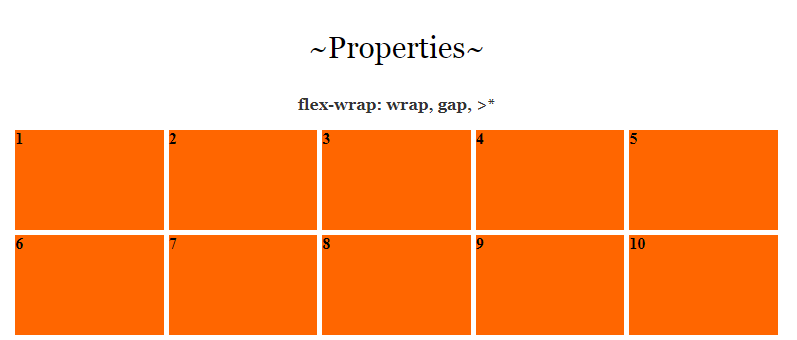 ~Properties~
flex-wrap: wrap, gap, >*
1 2 3 4 5
6 7 8 9 10